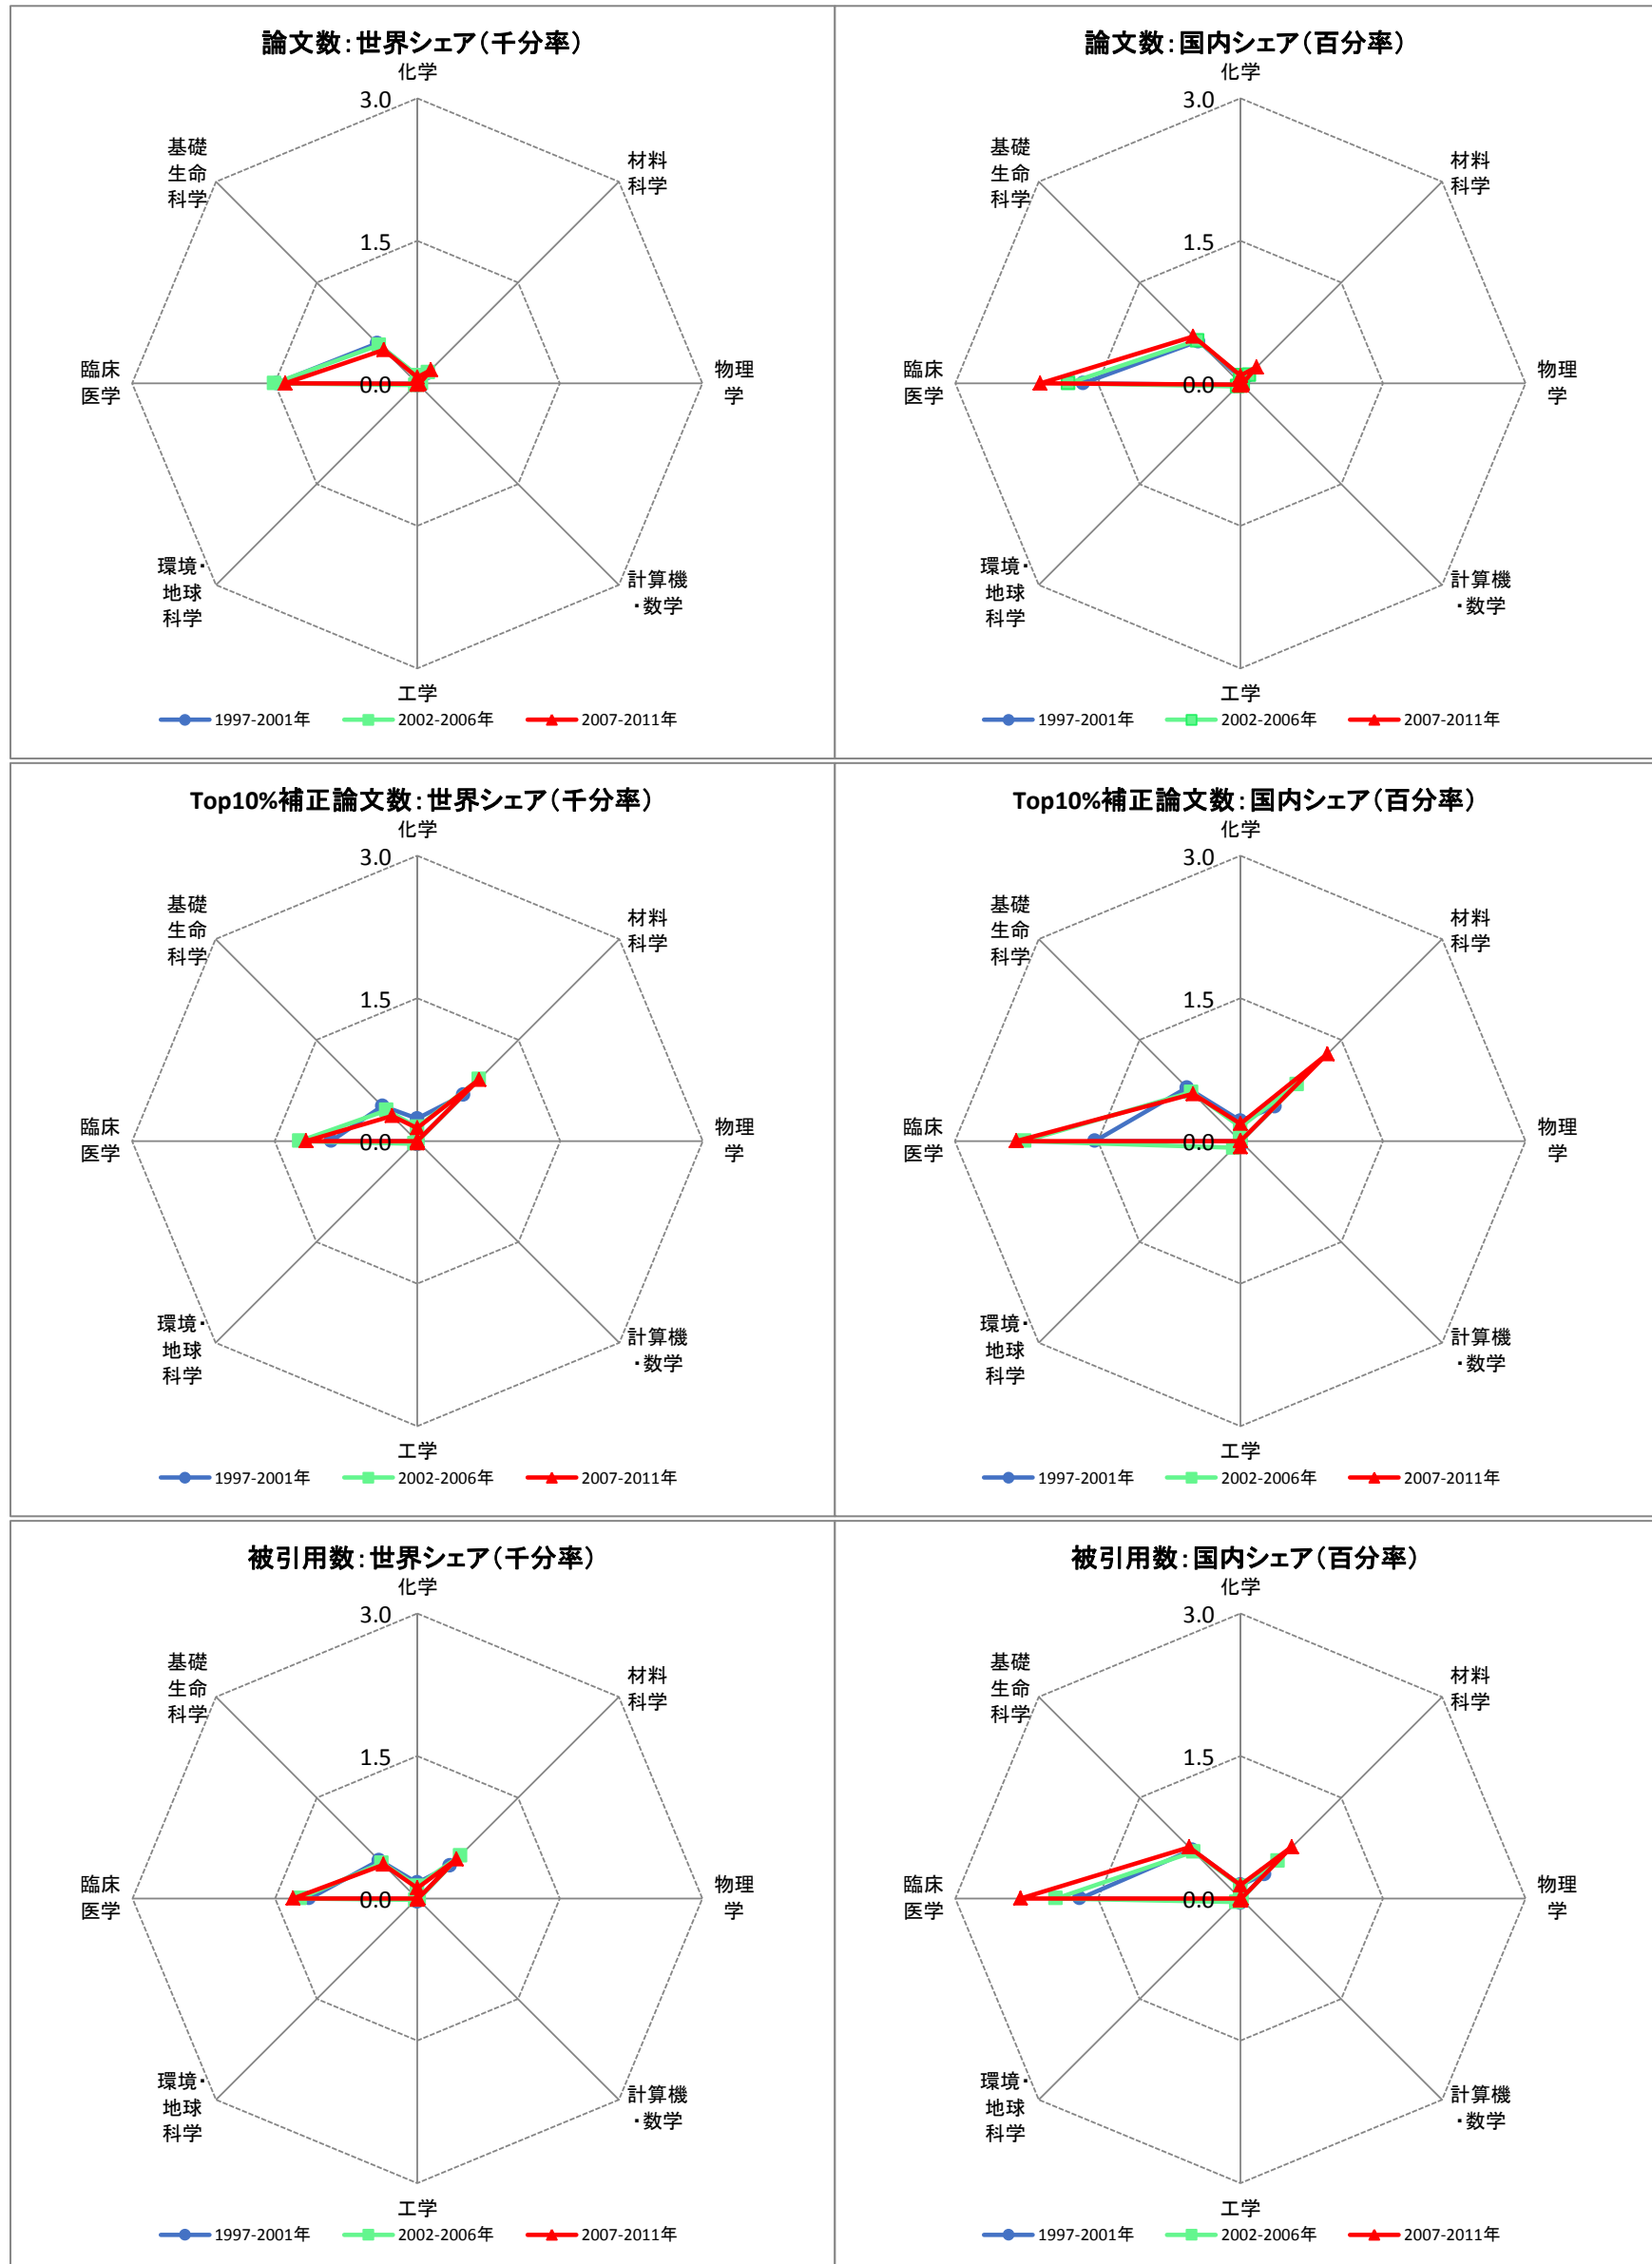 論文数：世界シェア（千分率）
化学
3.0
基礎
生命
科学
材料
科学
1.5
臨床
医学
0.0
物理
学
環境・
地球
科学
計算機
・数学
工学
1997-2001年
2002-2006年
2007-2011年
論文数：国内シェア（百分率）
化学
3.0
基礎
生命
科学
材料
科学
1.5
臨床
医学
0.0
物理
学
環境・
地球
科学
計算機
・数学
工学
1997-2001年
2002-2006年
2007-2011年
Top10%補正論文数：世界シェア（千分率）
化学
3.0
基礎
生命
科学
材料
科学
1.5
臨床
医学
0.0
物理
学
環境・
地球
科学
計算機
・数学
工学
1997-2001年
2002-2006年
2007-2011年
Top10%補正論文数：国内シェア（百分率）
化学
3.0
基礎
生命
科学
材料
科学
1.5
臨床
医学
0.0
物理
学
環境・
地球
科学
計算機
・数学
工学
1997-2001年
2002-2006年
2007-2011年
被引用数：世界シェア（千分率）
化学
3.0
基礎
生命
科学
材料
科学
1.5
臨床
医学
0.0
物理
学
環境・
地球
科学
計算機
・数学
工学
1997-2001年
2002-2006年
2007-2011年
被引用数：国内シェア（百分率）
化学
3.0
基礎
生命
科学
材料
科学
1.5
臨床
医学
0.0
物理
学
環境・
地球
科学
計算機
・数学
工学
1997-2001年
2002-2006年
2007-2011年